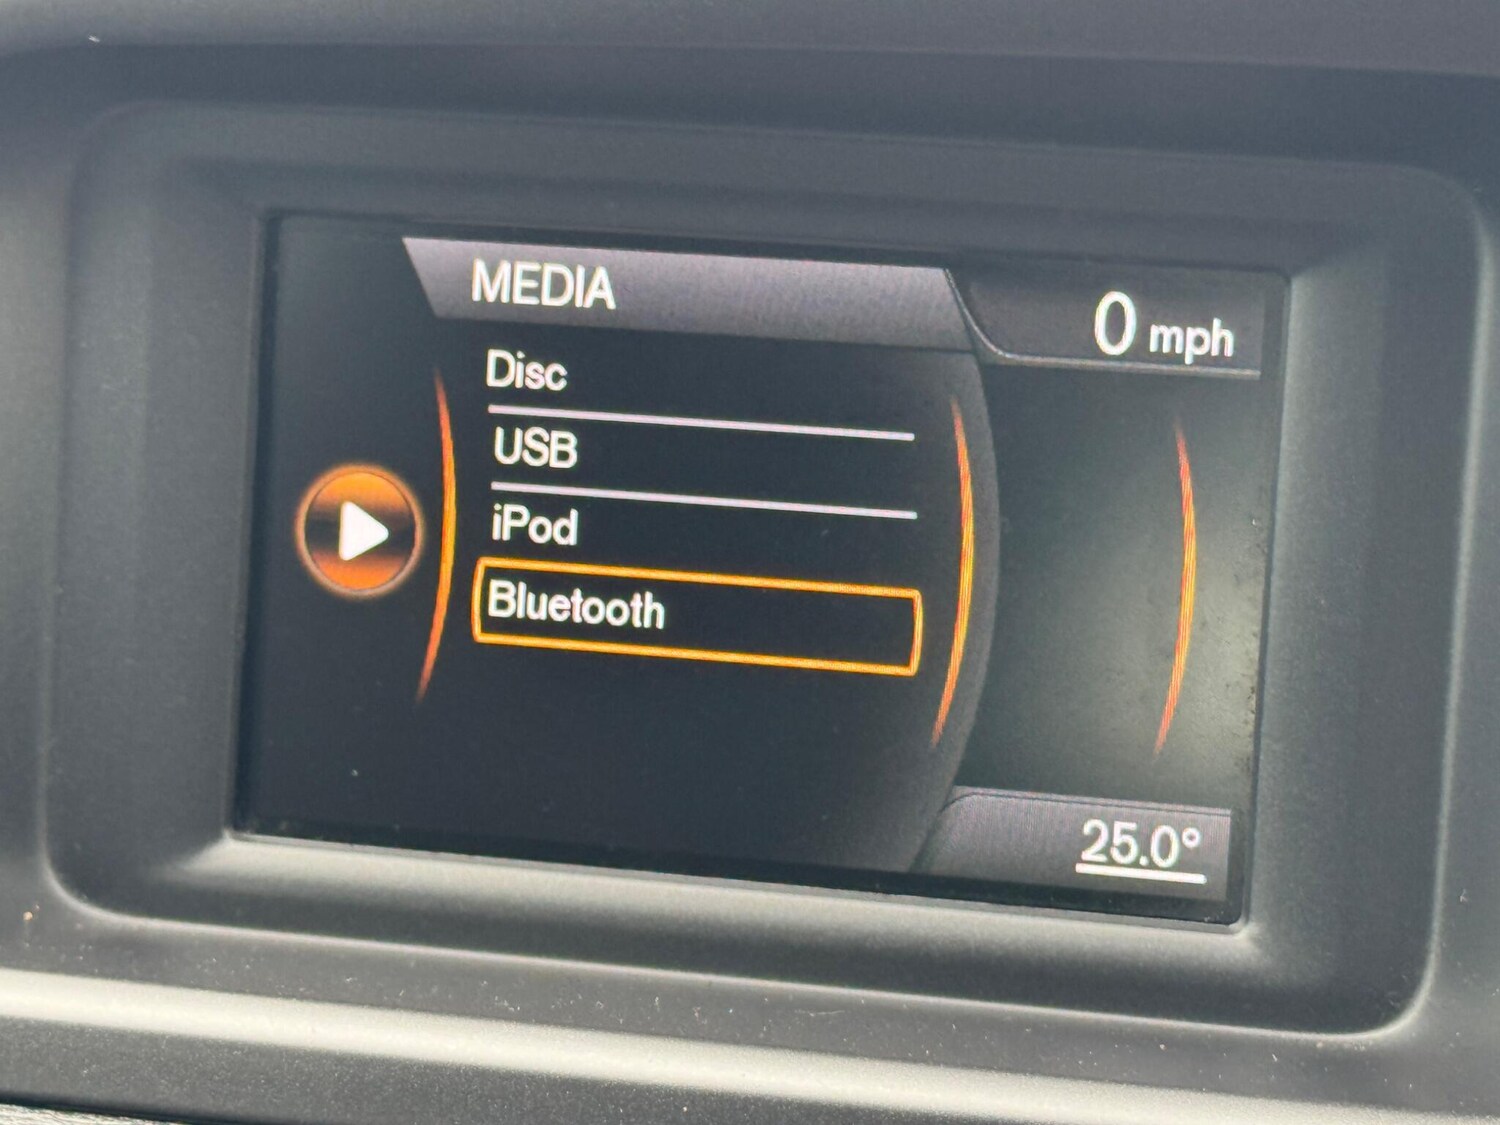 MEDIA
0 mph
Disc
USB
iPod
Bluetooth
25.0°